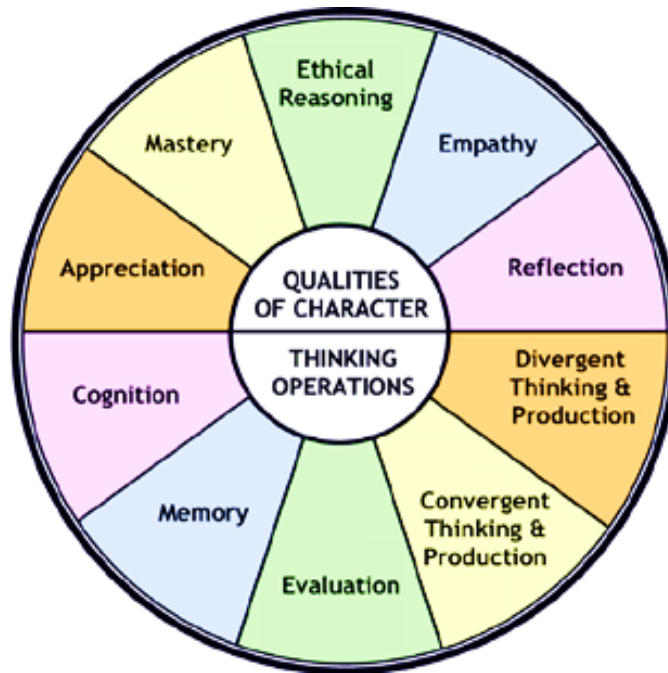 Ethical
Reasoning
Mastery
Empathy
Appreciation
Reflection
QUALITIES
OF CHARACTER
THINKING
OPERATIONS
Cognition
Divergent
Thinking &
Production
Memory
Convergent
Thinking &
Production
Evaluation